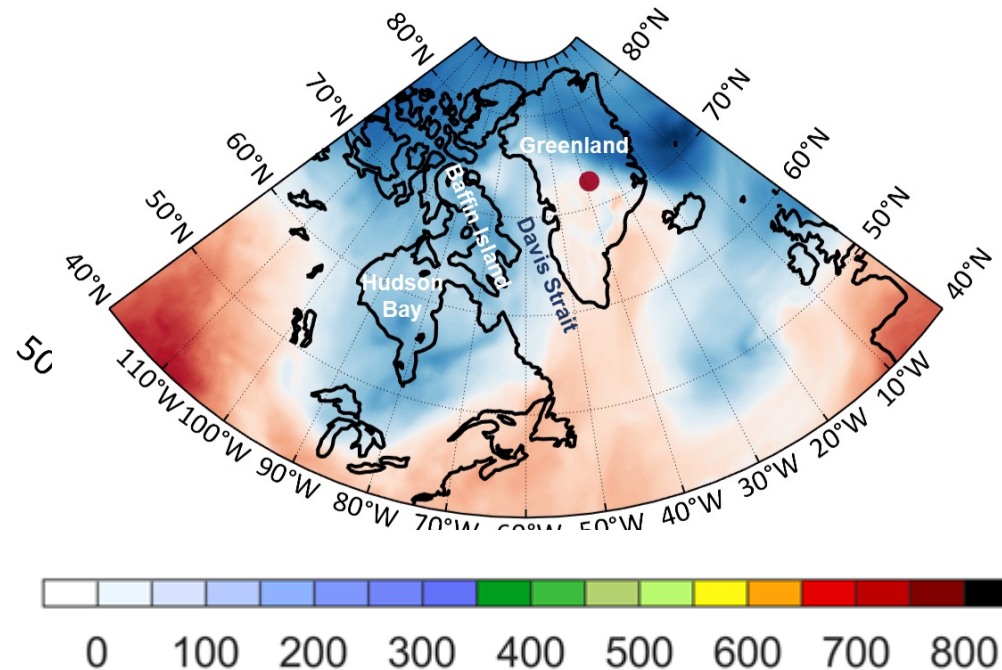 80°N
80°N
70°N
70°N
60°N
60°N
50°N
50°N
40°N
40°N
Greenland
Baffin Island
Davis Strait
Hudson
Bay
50
110°W
100°W
90°W
80°W
70°W
60°W
50°W
40°W
30°W
20°W
10°W
0 100 200 300 400 500 600 700 800